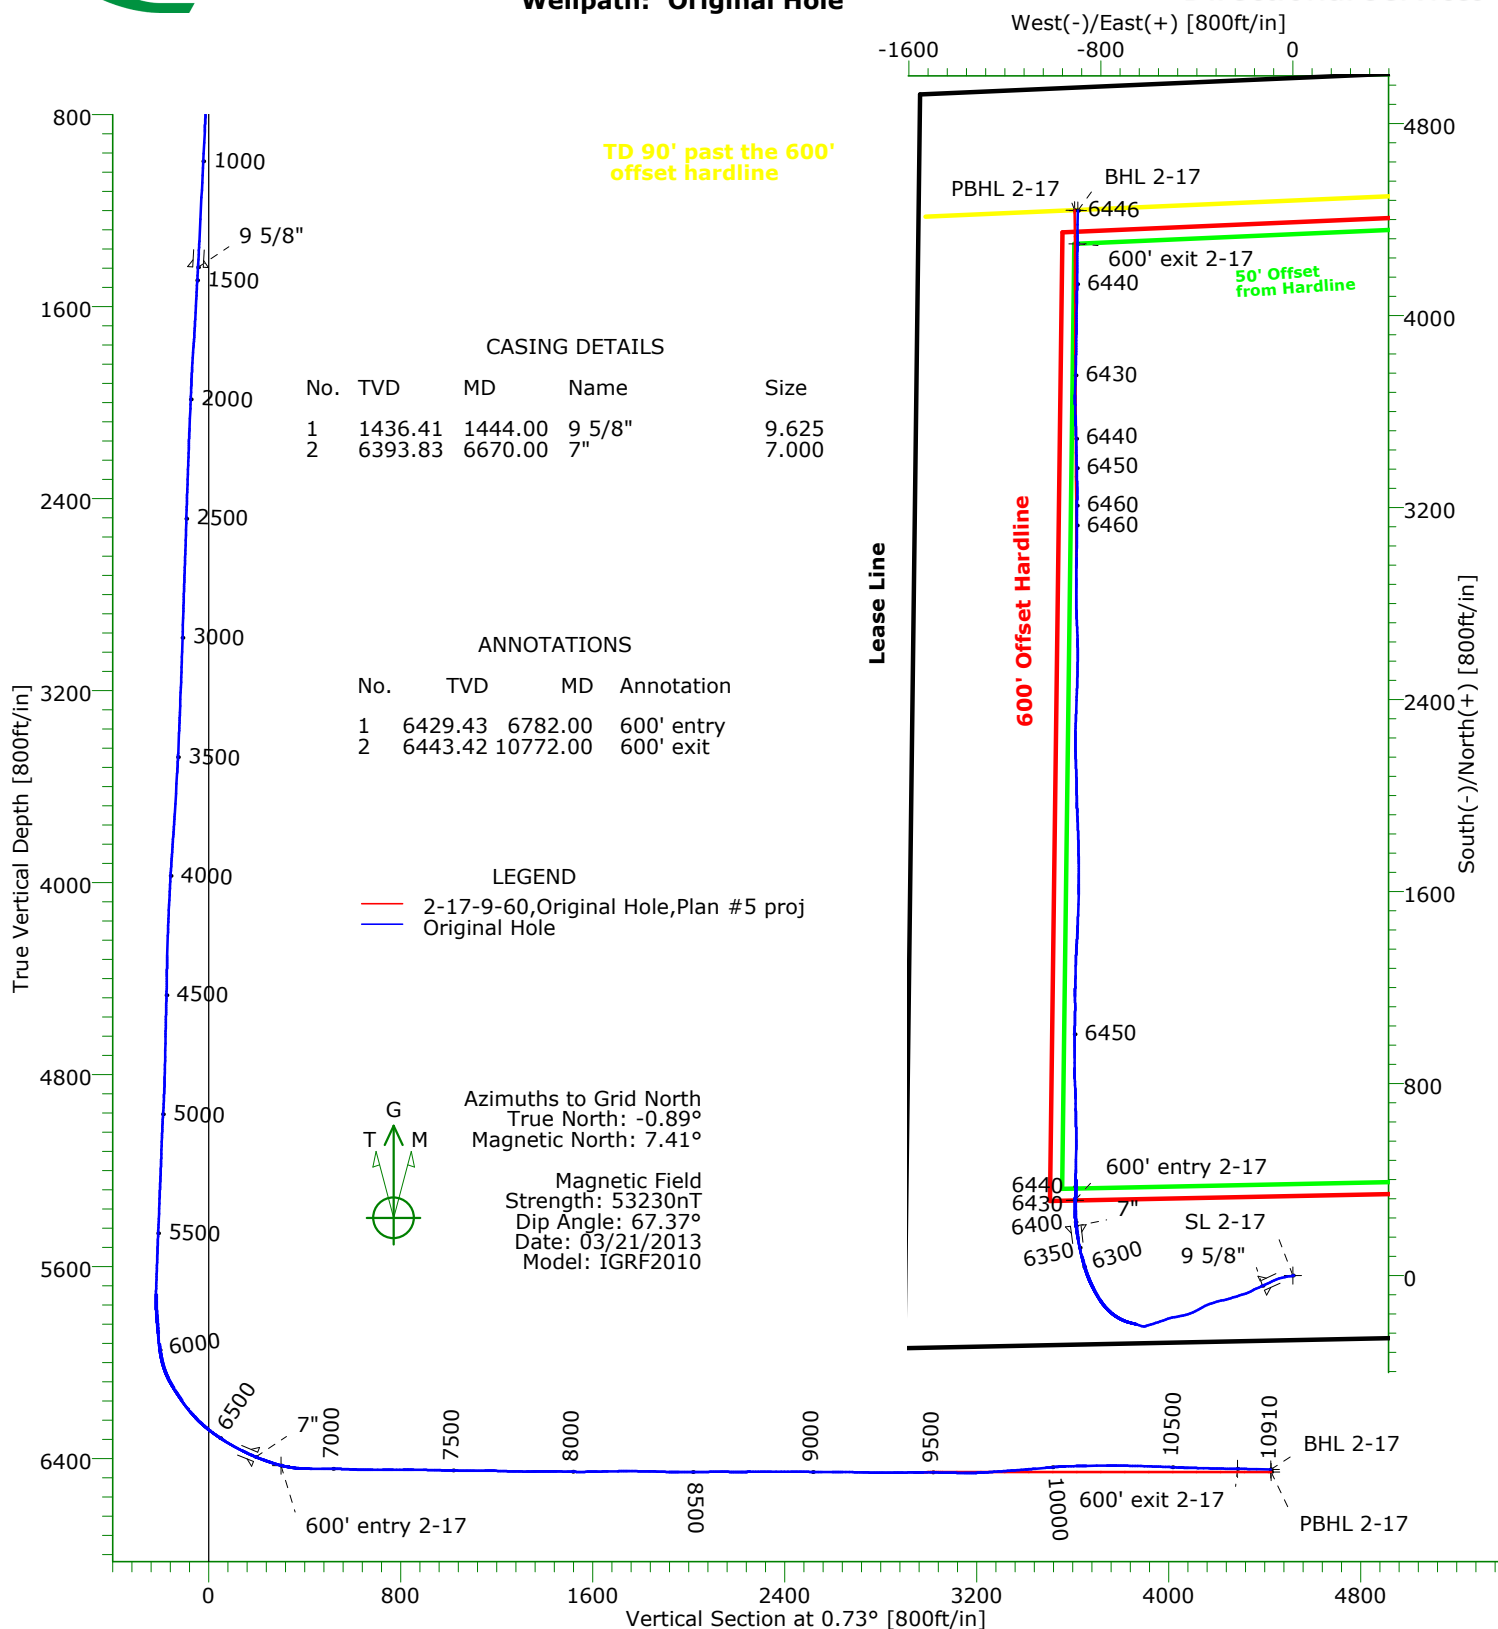 Wellpath: Original Hole
West(-)/East(+) [800ft/in]
-1600
-800
0
800
1600
2400
3200
4000
4800
5600
6400
True Vertical Depth [800ft/in]
1000
9 5/8"
1500
2000
2500
3000
3500
4000
4500
5000
5500
6000
6500
7"
7000
7500
8000
8500
9000
9500
10000
10500
10910
600' entry 2-17
600' exit 2-17
BHL 2-17
PBHL 2-17
0
800
1600
2400
3200
4000
4800
Vertical Section at 0.73° [800ft/in]
TD 90' past the 600'
offset hardline
CASING DETAILS
No. TVD MD Name Size
1 1436.41 1444.00 9 5/8" 9.625
2 6393.83 6670.00 7" 7.000
ANNOTATIONS
No. TVD MD Annotation
1 6429.43 6782.00 600' entry
2 6443.42 10772.00 600' exit
LEGEND
2-17-9-60,Original Hole,Plan #5 proj
Original Hole
G
T M
Azimuths to Grid North
True North: -0.89°
Magnetic North: 7.41°
Magnetic Field
Strength: 53230nT
Dip Angle: 67.37°
Date: 03/21/2013
Model: IGRF2010
PBHL 2-17
BHL 2-17
6446
600' exit 2-17
50' Offset
from Hardline
6440
6430
6440
6450
6460
6460
Lease Line
600' Offset Hardline
6450
600' entry 2-17
6440
6430
6400
7"
6350
6300
SL 2-17
9 5/8"
4800
4000
3200
2400
1600
800
0
South(-)/North(+) [800ft/in]